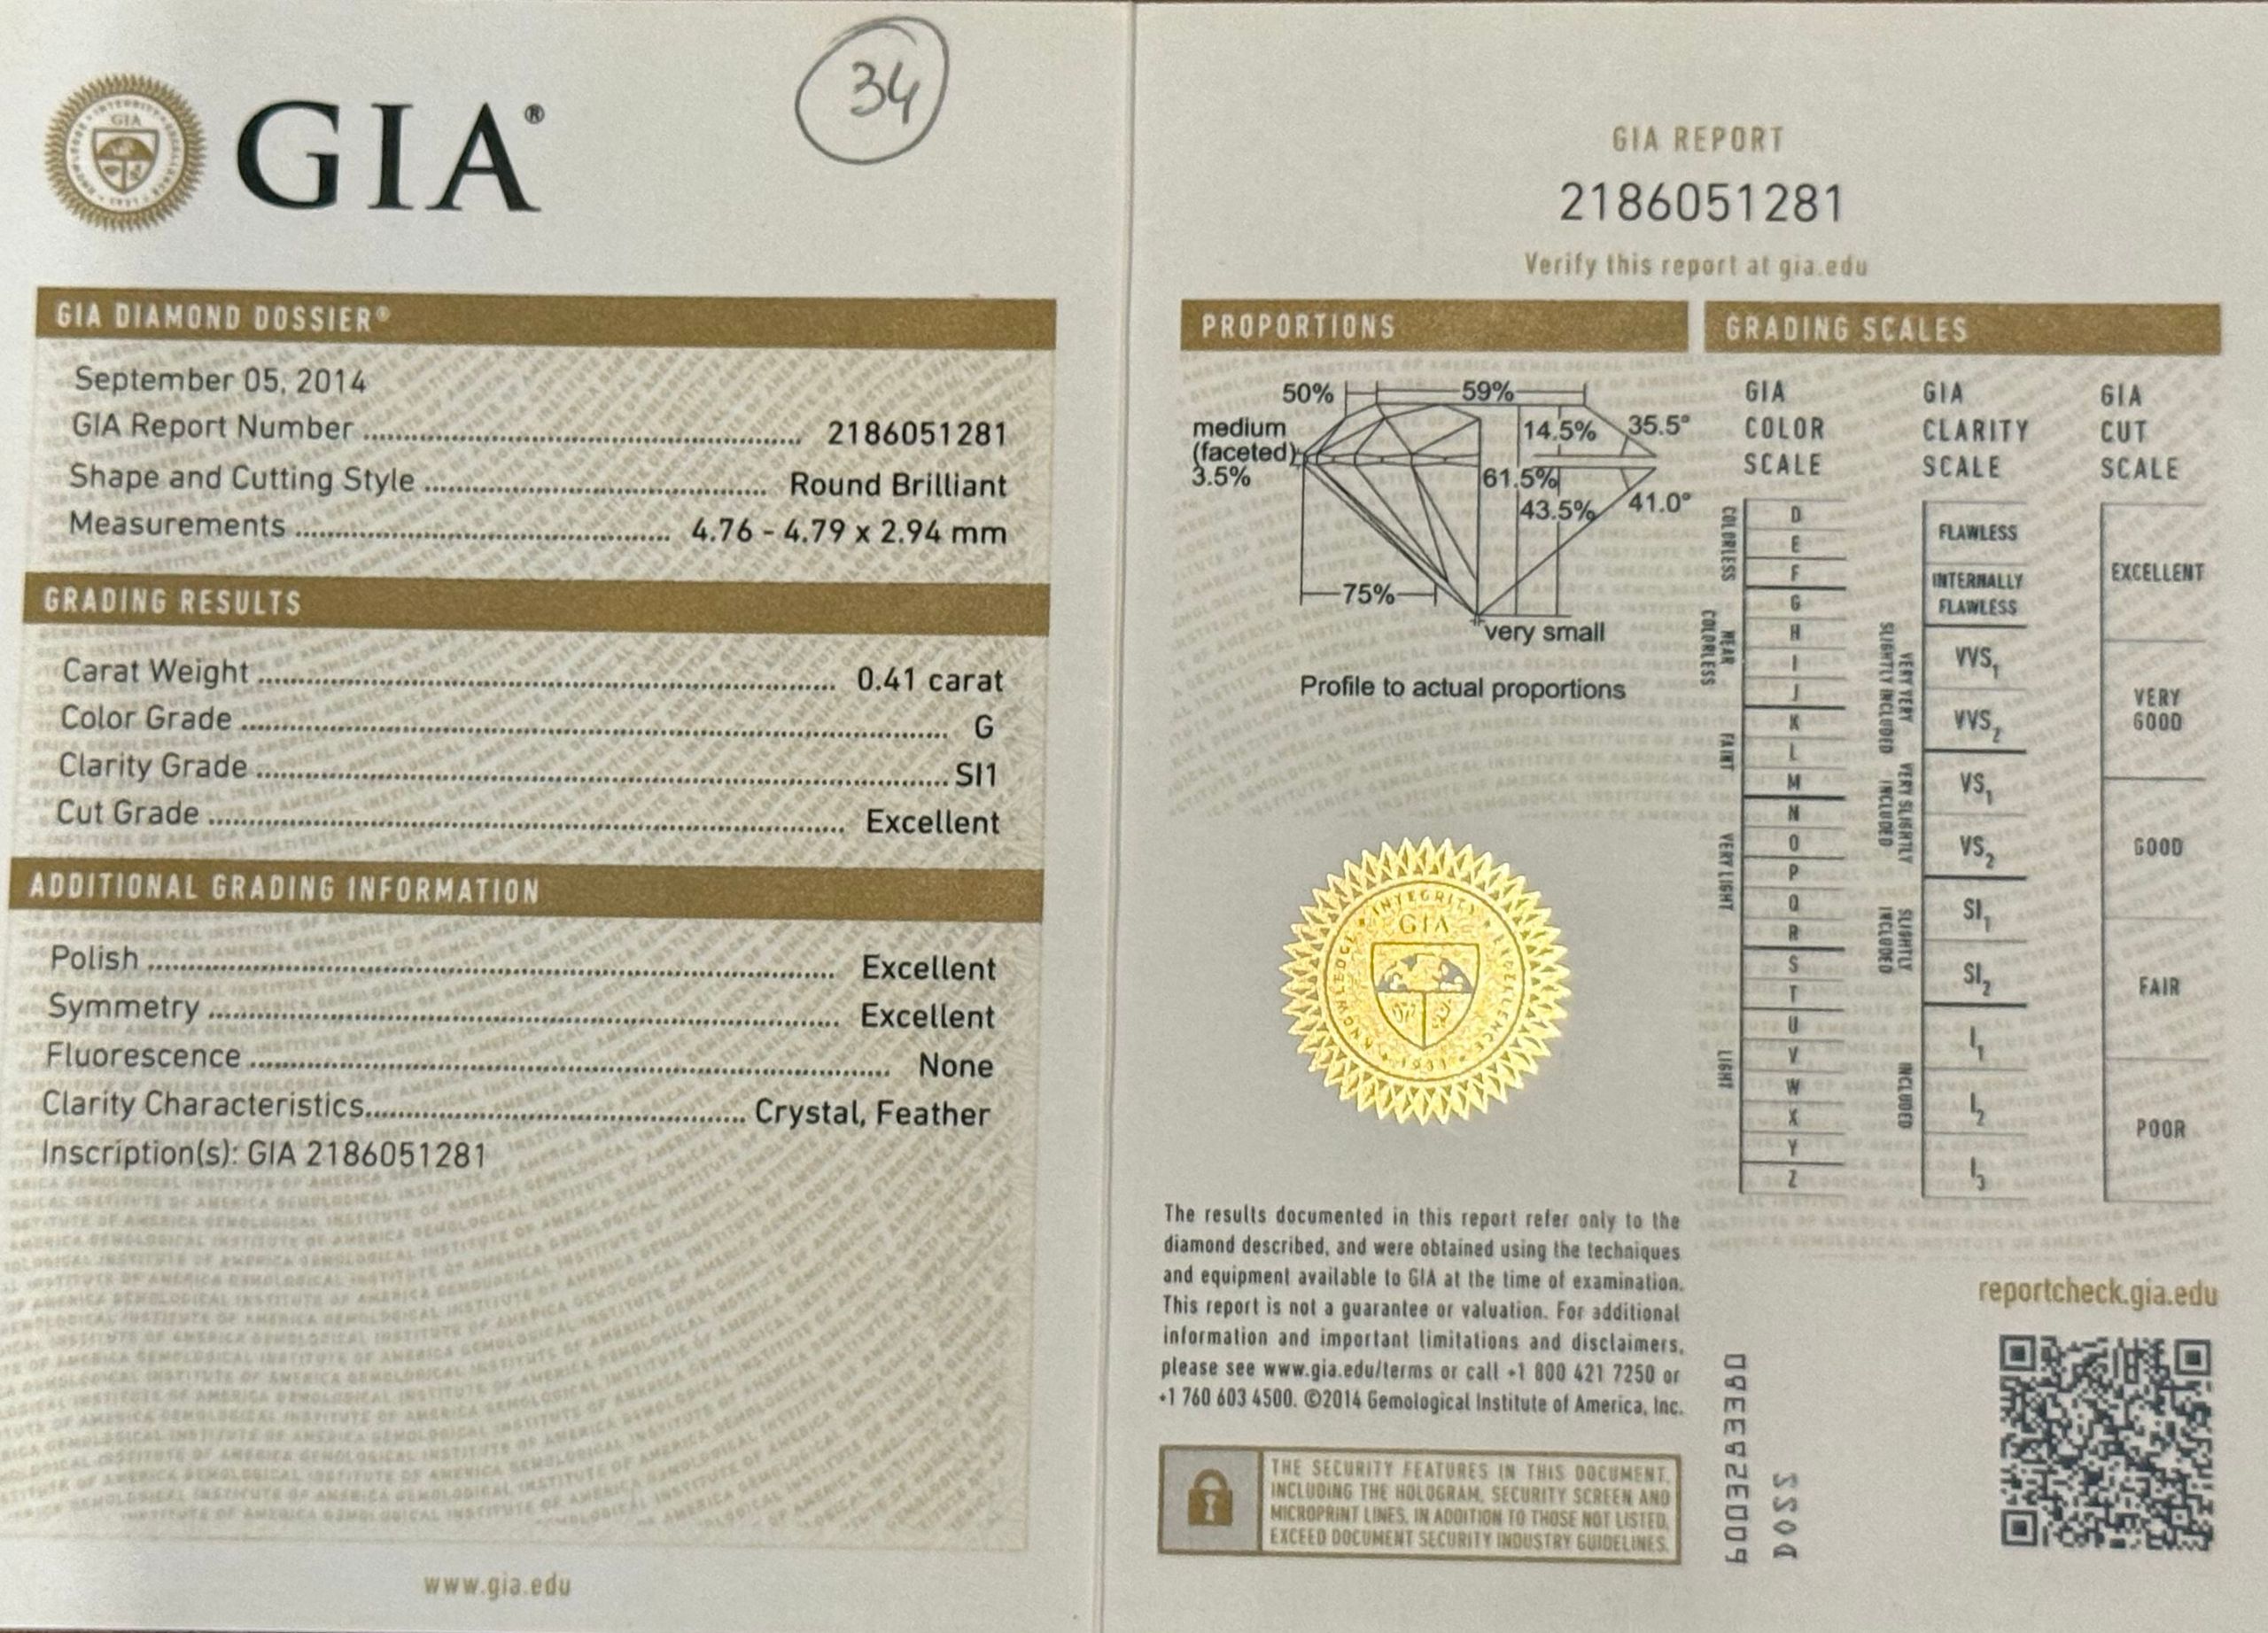 34
GIA®
GIA DIAMOND DOSSIER®
September 05, 2014
GIA Report Number ........ 2186051281
Shape and Cutting Style ........ Round Brilliant
Measurements ........ 4.76 - 4.79 x 2.94 mm
GRADING RESULTS
Carat Weight ........ 0.41 carat
Color Grade ........ G
Clarity Grade ........ SI1
Cut Grade ........ Excellent
ADDITIONAL GRADING INFORMATION
Polish ........ Excellent
Symmetry ........ Excellent
Fluorescence ........ None
Clarity Characteristics ........ Crystal, Feather
Inscription(s): GIA 2186051281
www.gia.edu
GIA REPORT
2186051281
Verify this report at gia.edu
PROPORTIONS
50%
59%
medium
(faceted)
3.5%
14.5%
35.5°
61.5%
43.5%
41.0°
75%
very small
Profile to actual proportions
INTEGRITY
GIA
KNOWLEDGE
EXCELLENCE
1931
The results documented in this report refer only to the
diamond described, and were obtained using the techniques
and equipment available to GIA at the time of examination.
This report is not a guarantee or valuation. For additional
information and important limitations and disclaimers,
please see www.gia.edu/terms or call +1 800 421 7250 or
+1 760 603 4500. ©2014 Gemological Institute of America, Inc.
THE SECURITY FEATURES IN THIS DOCUMENT,
INCLUDING THE HOLOGRAM, SECURITY SCREEN AND
MICROPRINT LINES, IN ADDITION TO THOSE NOT LISTED,
EXCEED DOCUMENT SECURITY INDUSTRY GUIDELINES.
GRADING SCALES
GIA
COLOR
SCALE
COLORLESS
D
E
F
NEAR
COLORLESS
G
H
I
J
FAINT
K
L
M
VERY LIGHT
N
O
P
Q
R
LIGHT
S
T
U
V
W
X
Y
Z
GIA
CLARITY
SCALE
FLAWLESS
INTERNALLY
FLAWLESS
VERY VERY
SLIGHTLY INCLUDED
VVS1
VVS2
VERY SLIGHTLY
INCLUDED
VS1
VS2
SLIGHTLY
INCLUDED
SI1
SI2
INCLUDED
I1
I2
I3
GIA
CUT
SCALE
EXCELLENT
VERY
GOOD
GOOD
FAIR
POOR
reportcheck.gia.edu